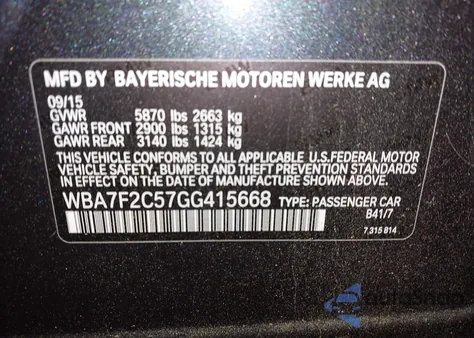 MFD BY BAYERISCHE MOTOREN WERKE AG
09/15
GVWR 5870 lbs 2663 kg
GAWR FRONT 2900 lbs 1315 kg
GAWR REAR 3140 lbs 1424 kg
THIS VEHICLE CONFORMS TO ALL APPLICABLE U.S.FEDERAL MOTOR
VEHICLE SAFETY, BUMPER AND THEFT PREVENTION STANDARDS
IN EFFECT ON THE DATE OF MANUFACTURE SHOWN ABOVE.
WBA7F2C57GG415668 TYPE: PASSENGER CAR
B41/7
7 315 814
autoSnap